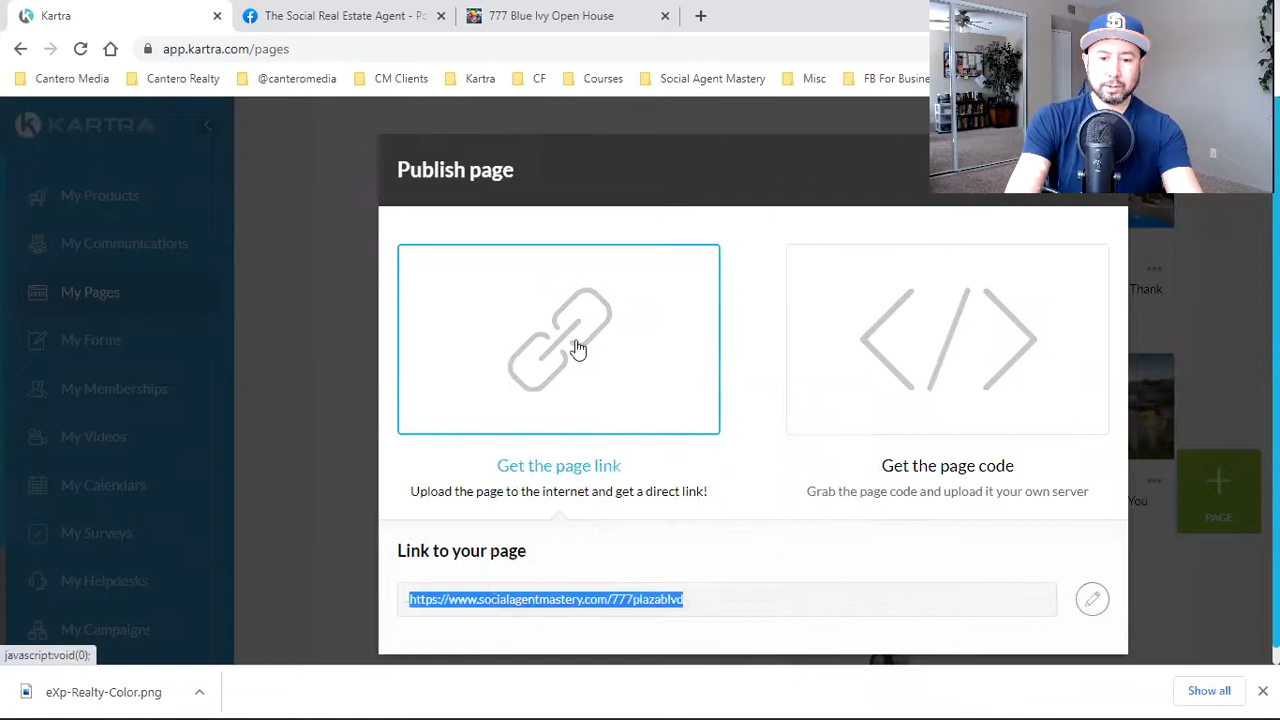 Kartra
The Social Real Estate Agent - Po
777 Blue Ivy Open House
app.kartra.com/pages
Cantero Media
Cantero Realty
@canteromedia
CM Clients
Kartra
CF
Courses
Social Agent Mastery
Misc
FB For Busine
KARTRA
My Products
My Communications
My Pages
My Forms
My Memberships
My Videos
My Calendars
My Surveys
My Helpdesks
My Campaigns
Publish page
Get the page link
Upload the page to the internet and get a direct link!
Get the page code
Grab the page code and upload it your own server
Link to your page
https://www.socialagentmastery.com/777plazablvd
Thank
You
PAGE
javascript:void(0);
eXp-Realty-Color.png
Show all